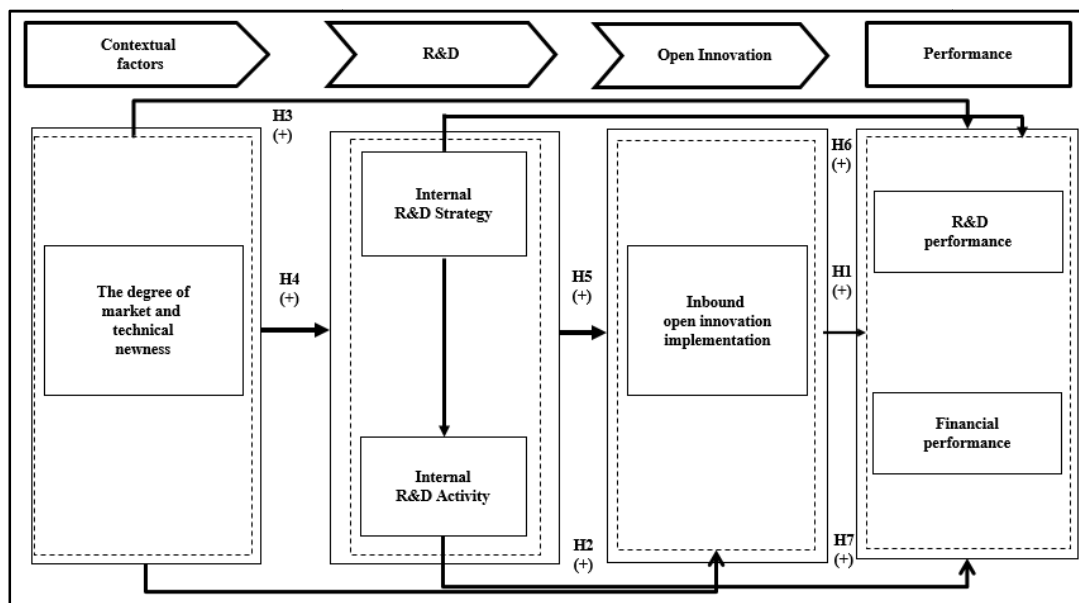 Contextual
factors
R&D
Open Innovation
Performance
H3
(+)
H6
(+)
Internal
R&D Strategy
R&D
performance
The degree of
market and
technical
newness
H4
(+)
H5
(+)
Inbound
open innovation
implementation
H1
(+)
Financial
performance
Internal
R&D Activity
H2
(+)
H7
(+)